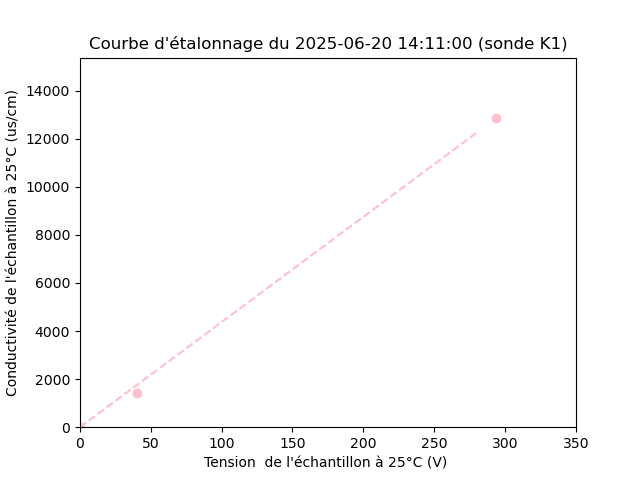 Courbe d'étalonnage du 2025-06-20 14:11:00 (sonde K1)
Conductivité de l'échantillon à 25°C (us/cm)
14000
12000
10000
8000
6000
4000
2000
0
0 50 100 150 200 250 300 350
Tension  de l'échantillon à 25°C (V)